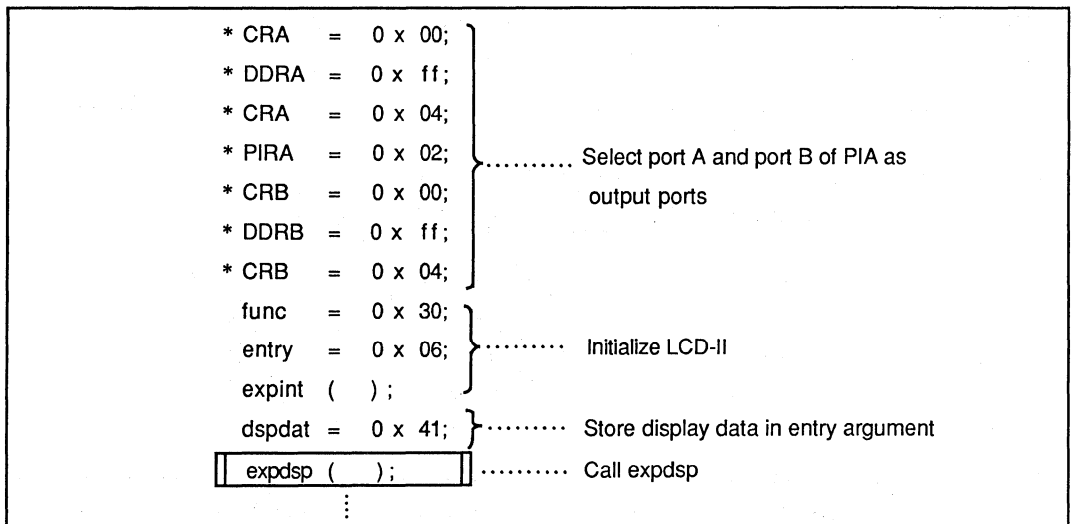 * CRA = 0 x 00;
* DDRA = 0 x ff;
* CRA = 0 x 04;
* PIRA = 0 x 02; .......... Select port A and port B of PIA as
* CRB = 0 x 00; output ports
* DDRB = 0 x ff;
* CRB = 0 x 04;
func = 0 x 30;
entry = 0 x 06; ......... Initialize LCD-II
expint ( ) ;
dspdat = 0 x 41; ......... Store display data in entry argument
expdsp ( ) ; .......... Call expdsp